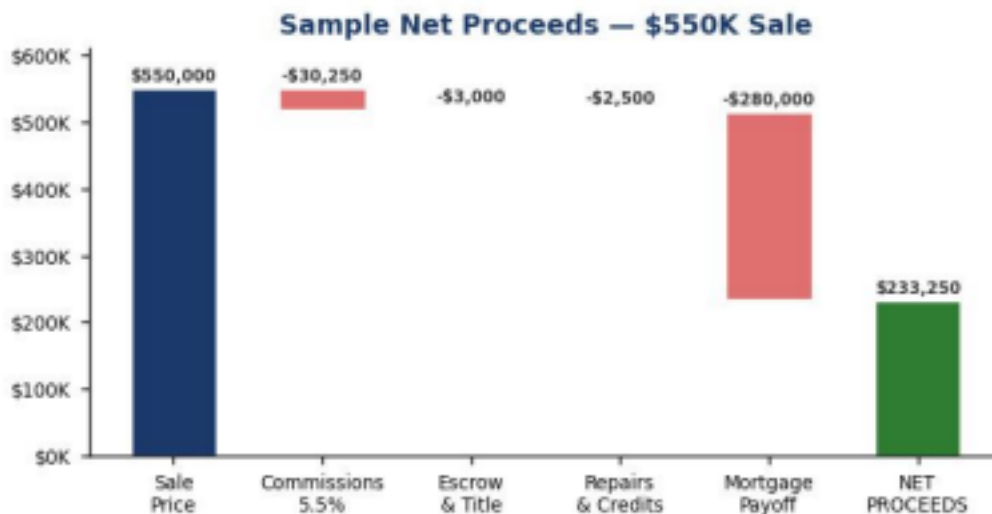 Sample Net Proceeds — $550K Sale
$600K
$500K
$400K
$300K
$200K
$100K
$0K
$550,000
-$30,250
-$3,000
-$2,500
-$280,000
$233,250
Sale
Price
Commissions
5.5%
Escrow
& Title
Repairs
& Credits
Mortgage
Payoff
NET
PROCEEDS